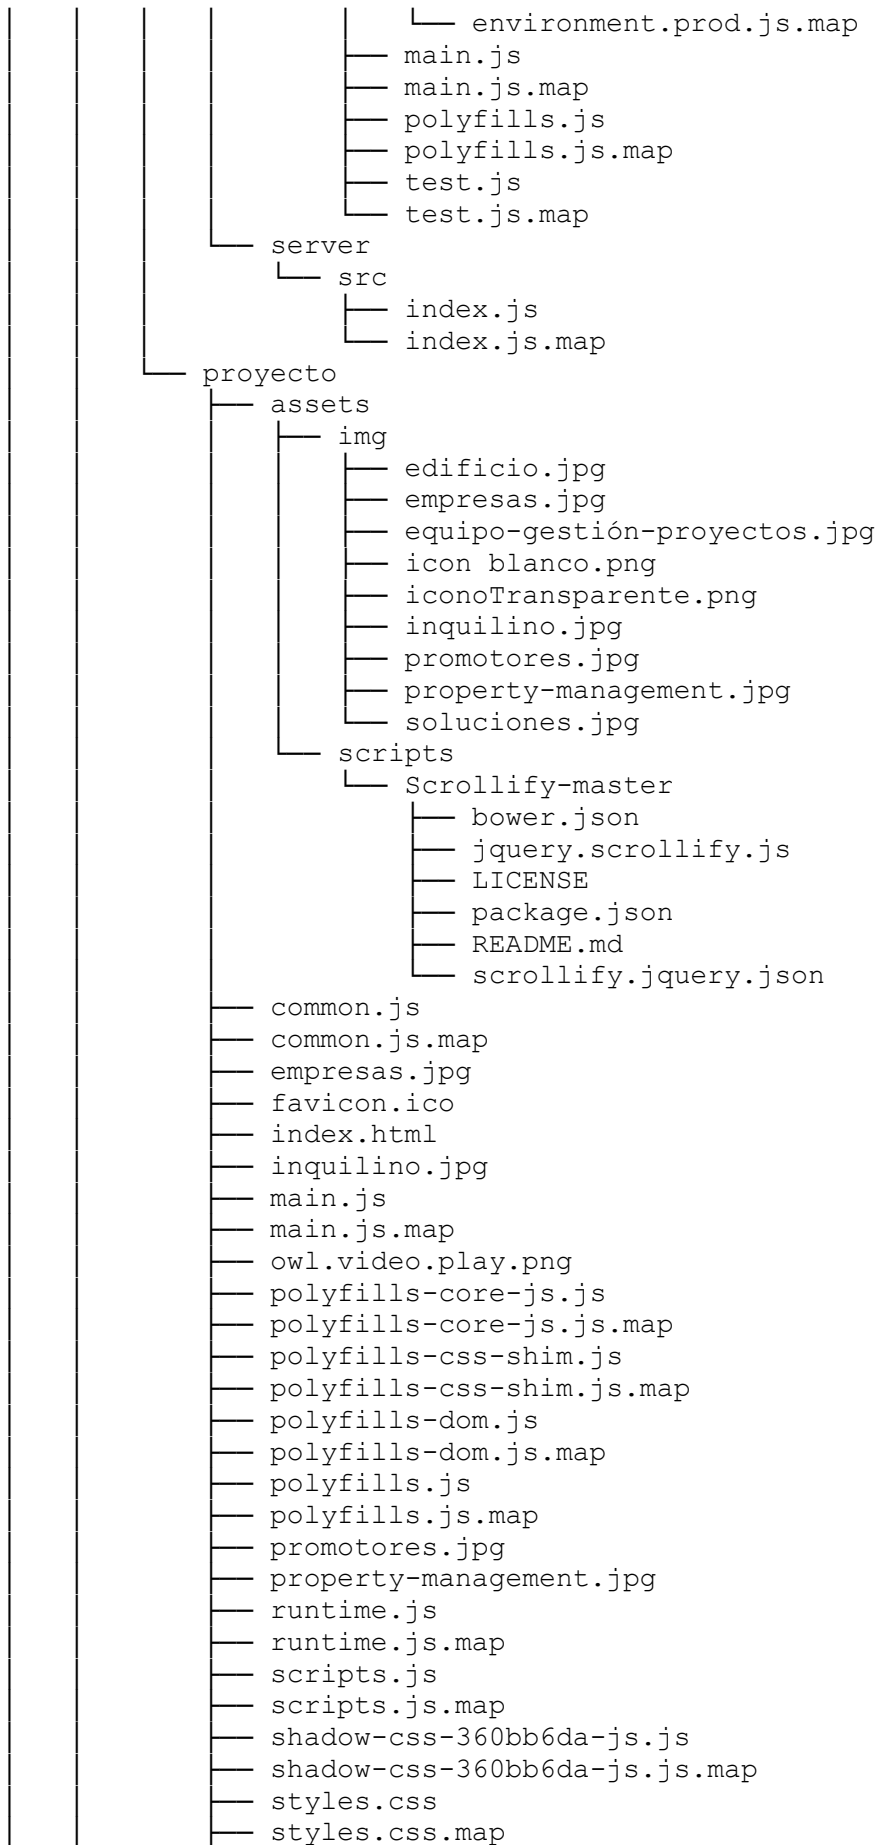 │   │   │   │       │   └── environment.prod.js.map
│   │   │   │       ├── main.js
│   │   │   │       ├── main.js.map
│   │   │   │       ├── polyfills.js
│   │   │   │       ├── polyfills.js.map
│   │   │   │       ├── test.js
│   │   │   │       └── test.js.map
│   │   │   └── server
│   │   │       └── src
│   │   │           ├── index.js
│   │   │           └── index.js.map
│   │   └── proyecto
│   │       ├── assets
│   │       │   ├── img
│   │       │   │   ├── edificio.jpg
│   │       │   │   ├── empresas.jpg
│   │       │   │   ├── equipo-gestión-proyectos.jpg
│   │       │   │   ├── icon blanco.png
│   │       │   │   ├── iconoTransparente.png
│   │       │   │   ├── inquilino.jpg
│   │       │   │   ├── promotores.jpg
│   │       │   │   ├── property-management.jpg
│   │       │   │   └── soluciones.jpg
│   │       │   └── scripts
│   │       │       └── Scrollify-master
│   │       │           ├── bower.json
│   │       │           ├── jquery.scrollify.js
│   │       │           ├── LICENSE
│   │       │           ├── package.json
│   │       │           ├── README.md
│   │       │           └── scrollify.jquery.json
│   │       ├── common.js
│   │       ├── common.js.map
│   │       ├── empresas.jpg
│   │       ├── favicon.ico
│   │       ├── index.html
│   │       ├── inquilino.jpg
│   │       ├── main.js
│   │       ├── main.js.map
│   │       ├── owl.video.play.png
│   │       ├── polyfills-core-js.js
│   │       ├── polyfills-core-js.js.map
│   │       ├── polyfills-css-shim.js
│   │       ├── polyfills-css-shim.js.map
│   │       ├── polyfills-dom.js
│   │       ├── polyfills-dom.js.map
│   │       ├── polyfills.js
│   │       ├── polyfills.js.map
│   │       ├── promotores.jpg
│   │       ├── property-management.jpg
│   │       ├── runtime.js
│   │       ├── runtime.js.map
│   │       ├── scripts.js
│   │       ├── scripts.js.map
│   │       ├── shadow-css-360bb6da-js.js
│   │       ├── shadow-css-360bb6da-js.js.map
│   │       ├── styles.css
│   │       ├── styles.css.map